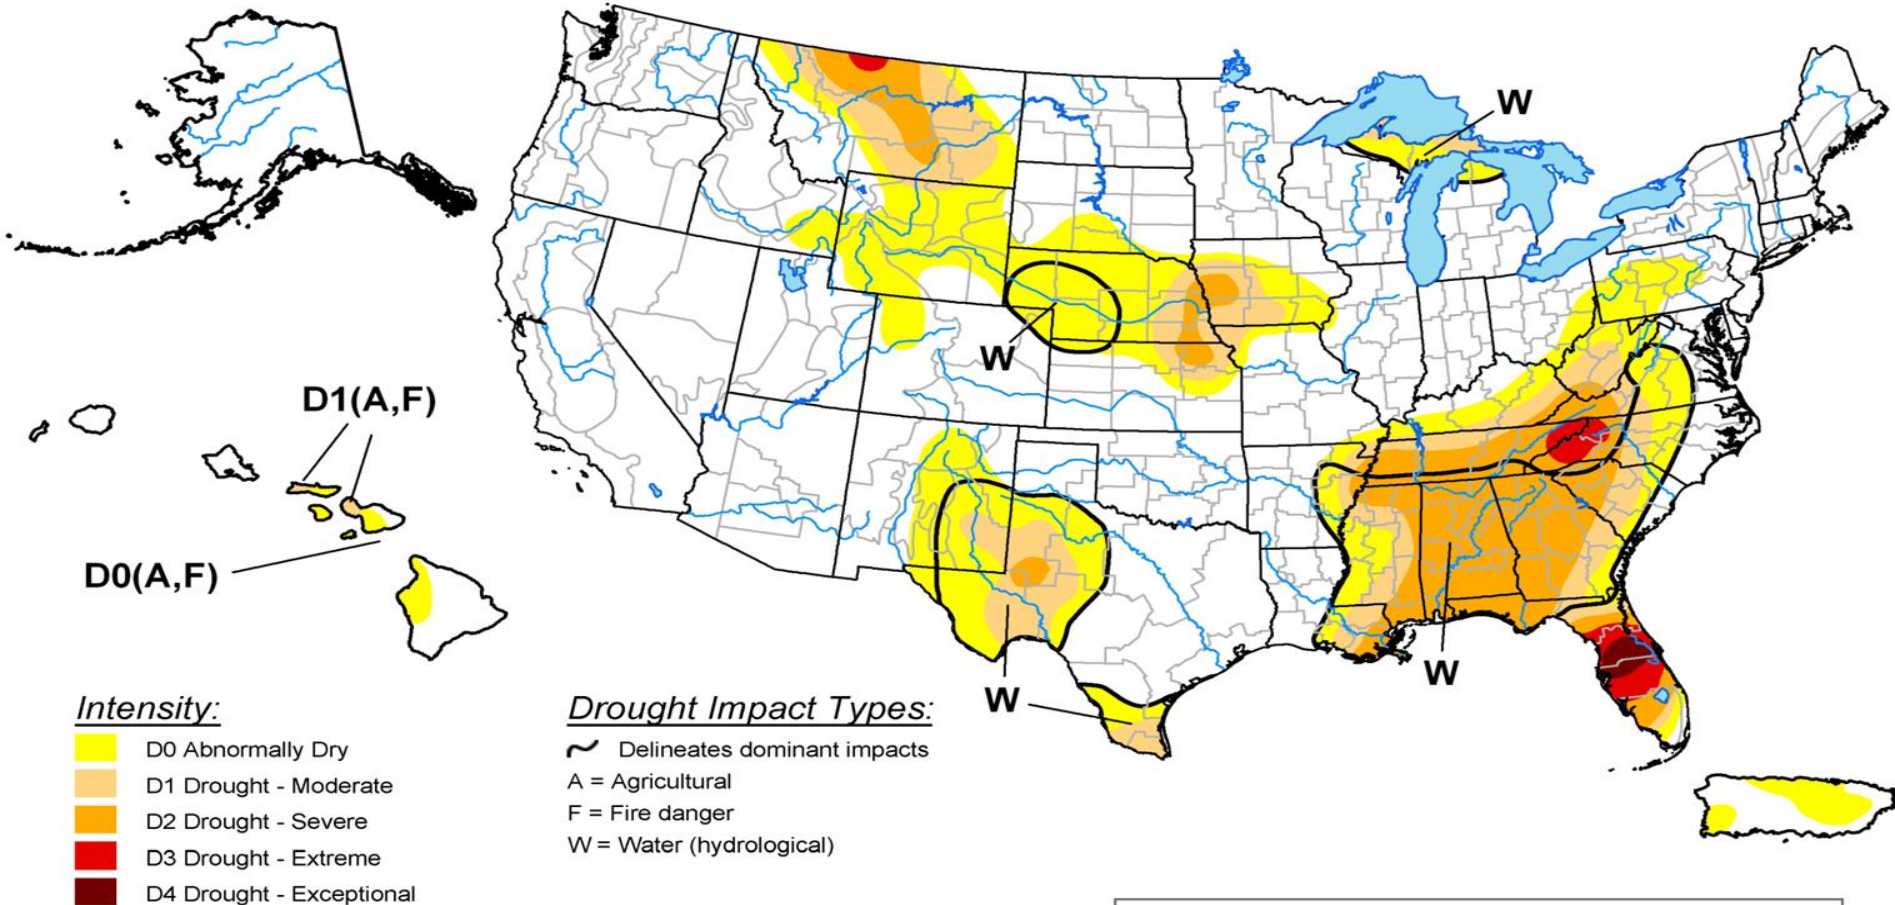 W
D1(A,F)
W
D0(A,F)
W
W
Intensity:
D0 Abnormally Dry
D1 Drought - Moderate
D2 Drought - Severe
D3 Drought - Extreme
D4 Drought - Exceptional
Drought Impact Types:
Delineates dominant impacts
A = Agricultural
F = Fire danger
W = Water (hydrological)